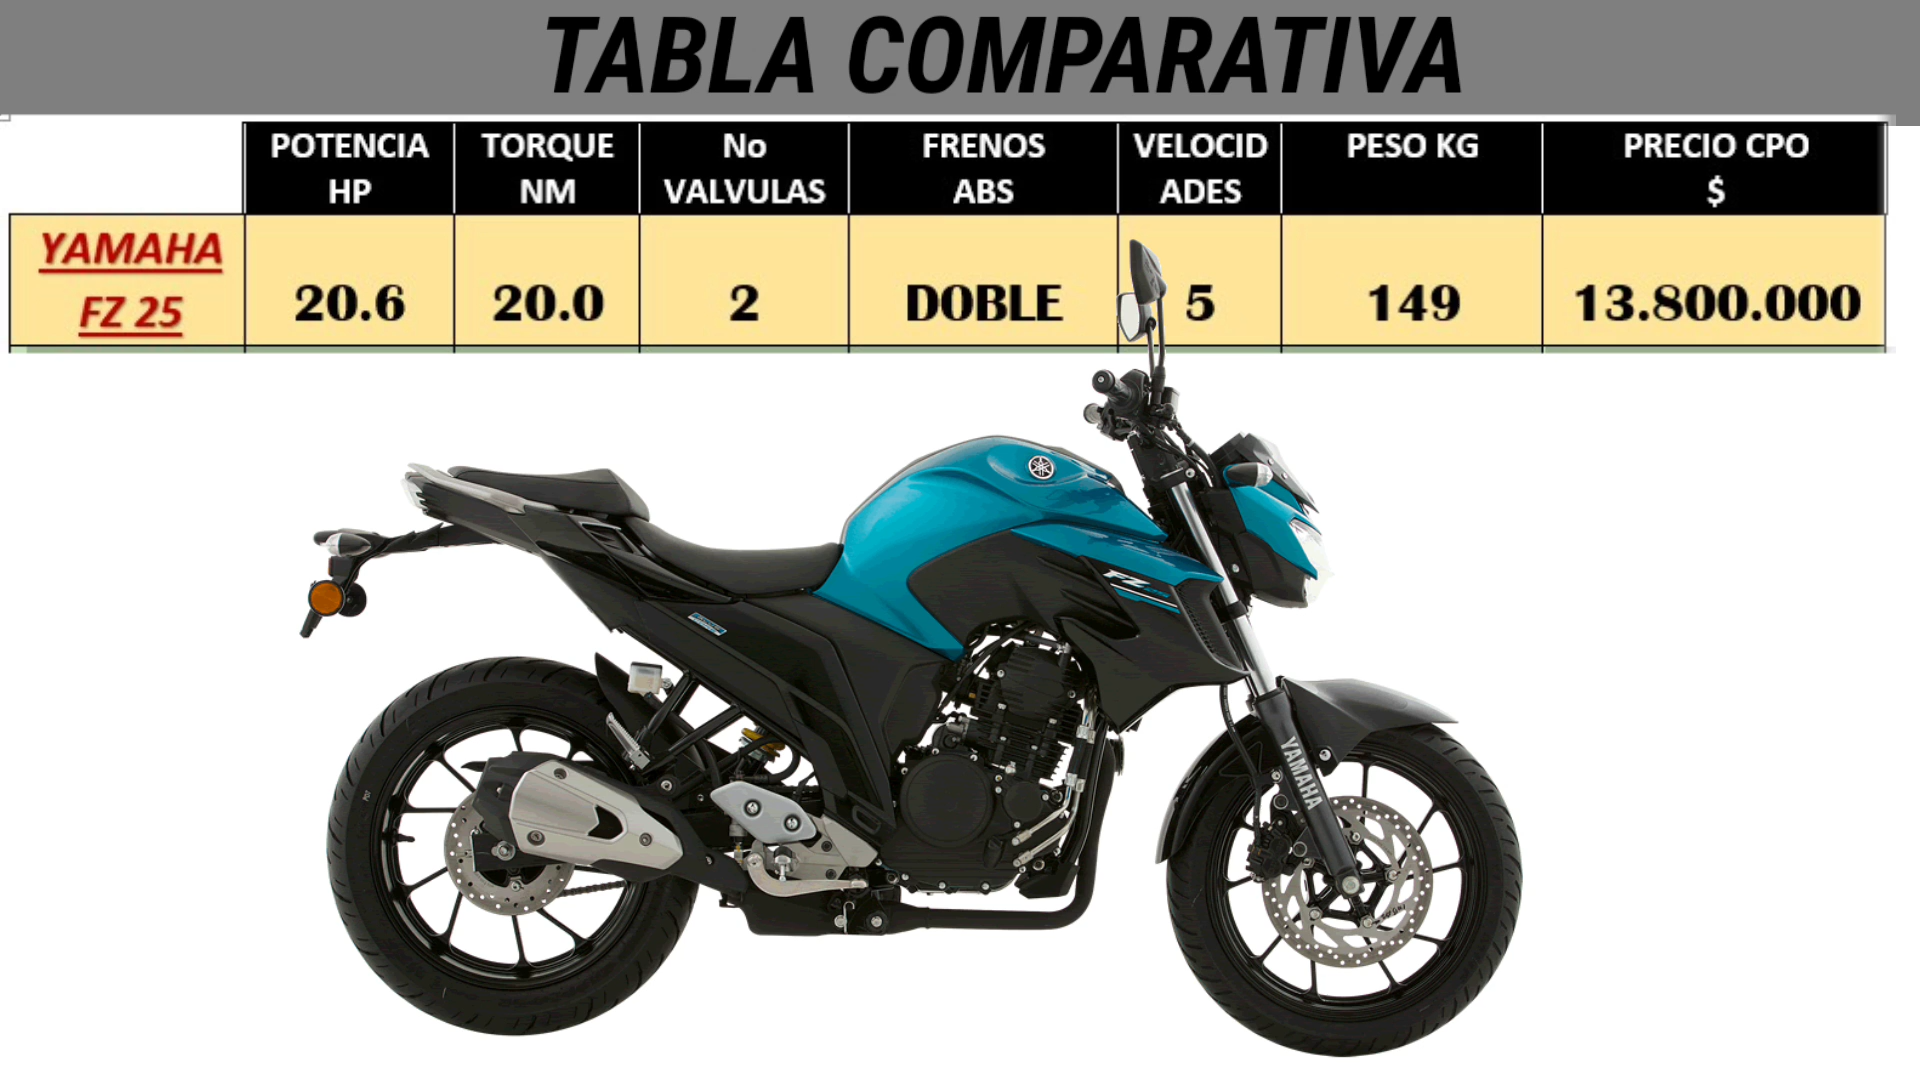 TABLA COMPARATIVA
POTENCIA TORQUE No FRENOS VELOCID PESO KG PRECIO CPO
HP NM VALVULAS ABS ADES $
YAMAHA
FZ 25 20.6 20.0 2 DOBLE 5 149 13.800.000
FZ
YAMAHA